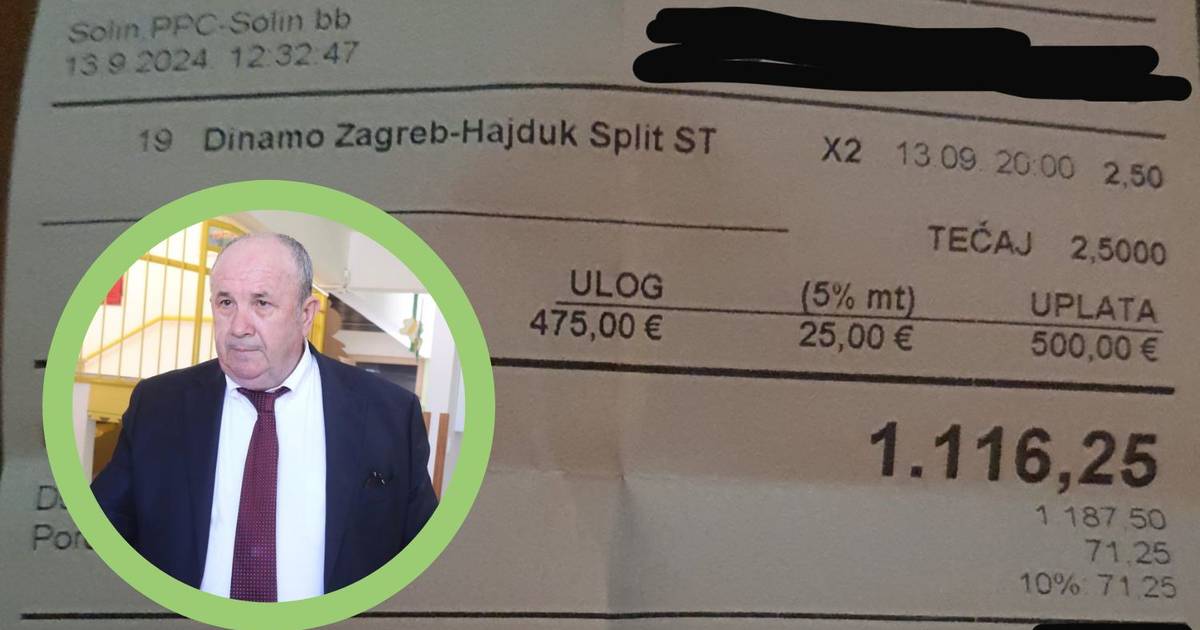 Solin PPC-Solin bb
13.9.2024. 12:32:47
19 Dinamo Zagreb-Hajduk Split ST X2 13.09. 20:00 2,50
TEČAJ 2,5000
ULOG (5% mt) UPLATA
475,00 € 25,00 € 500,00 €
1.116,25
1.187,50
71,25
10%: 71,25